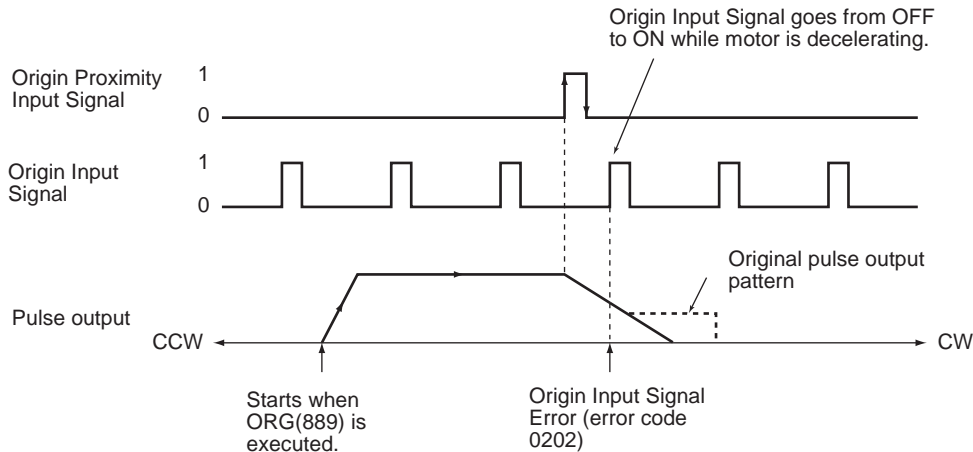 Origin Input Signal goes from OFF
to ON while motor is decelerating.
Origin Proximity
Input Signal
1
0
Origin Input
Signal
1
0
Original pulse output
pattern
Pulse output
CCW
CW
Starts when
ORG(889) is
executed.
Origin Input Signal
Error (error code
0202)